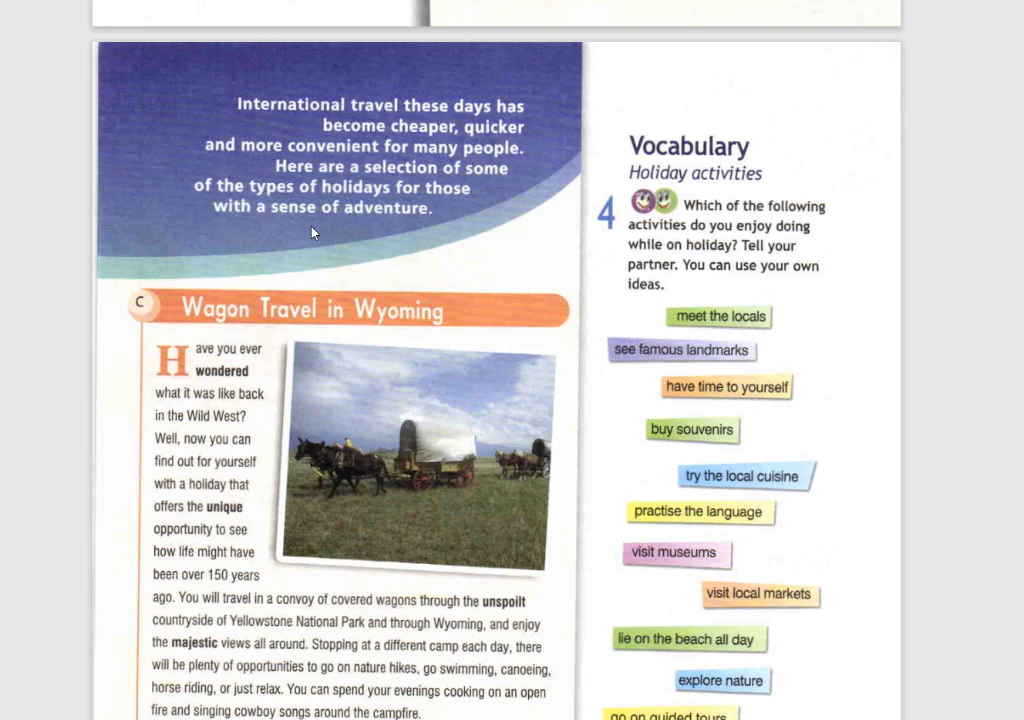 International travel these days has
become cheaper, quicker
and more convenient for many people.
Here are a selection of some
of the types of holidays for those
with a sense of adventure.
C
Wagon Travel in Wyoming
Have you ever
wondered
what it was like back
in the Wild West?
Well, now you can
find out for yourself
with a holiday that
offers the unique
opportunity to see
how life might have
been over 150 years
ago. You will travel in a convoy of covered wagons through the unspoilt
countryside of Yellowstone National Park and through Wyoming, and enjoy
the majestic views all around. Stopping at a different camp each day, there
will be plenty of opportunities to go on nature hikes, go swimming, canoeing,
horse riding, or just relax. You can spend your evenings cooking on an open
fire and singing cowboy songs around the campfire.
Vocabulary
Holiday activities
4 Which of the following
activities do you enjoy doing
while on holiday? Tell your
partner. You can use your own
ideas.
meet the locals
see famous landmarks
have time to yourself
buy souvenirs
try the local cuisine
practise the language
visit museums
visit local markets
lie on the beach all day
explore nature
go on guided tours